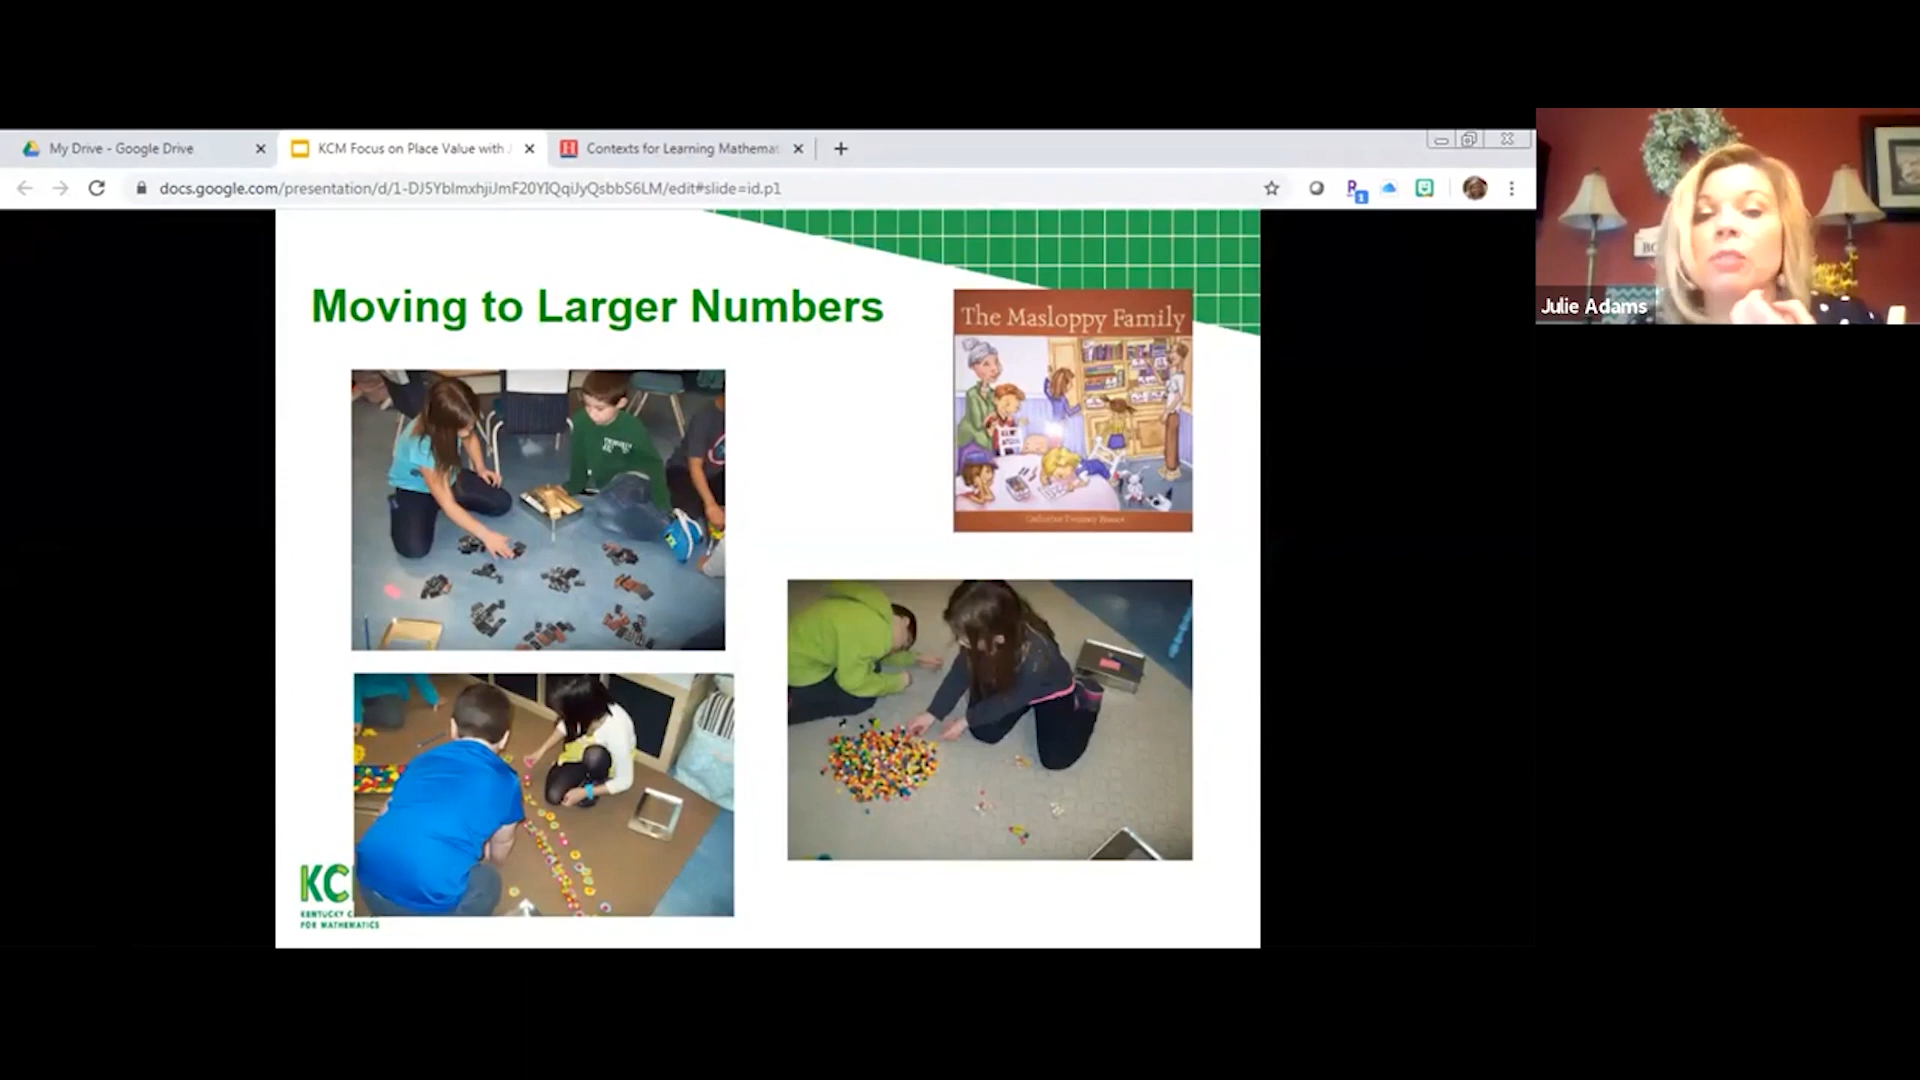 My Drive - Google Drive
KCM Focus on Place Value with
Contexts for Learning Mathemat
docs.google.com/presentation/d/1-DJ5YblmxhjiJmF20YIQqiJyQsbbS6LM/edit#slide=id.p1
Julie Adams
Moving to Larger Numbers
The Masloppy Family
KC
KENTUCKY C
FOR MATHEMATICS